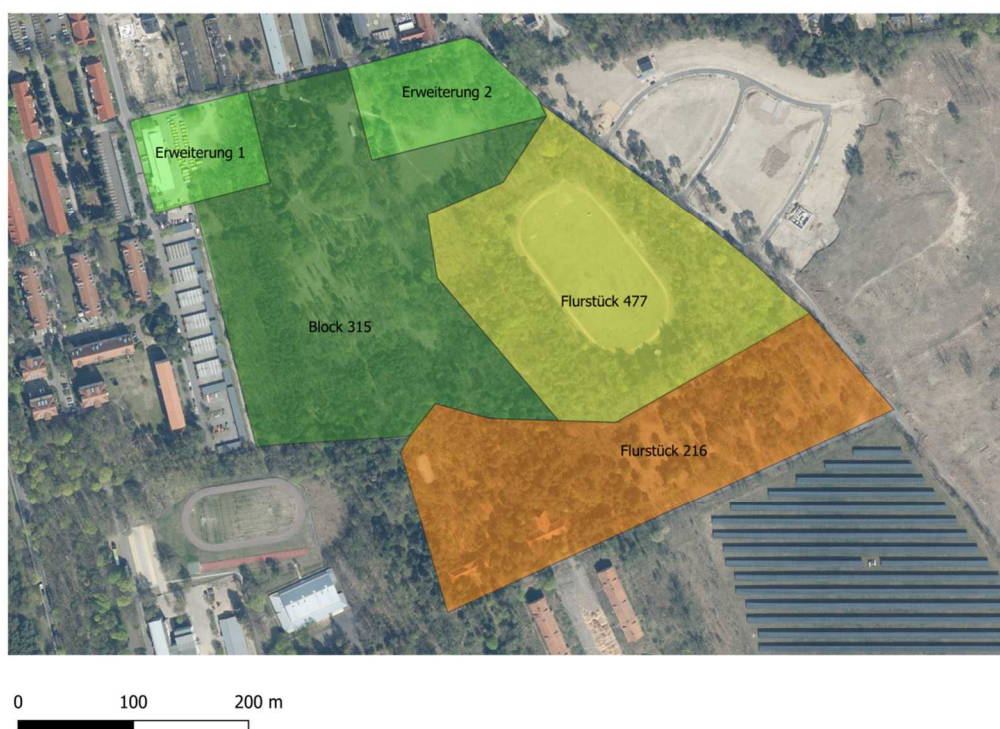 Erweiterung 2
Erweiterung 1
Flurstück 477
Block 315
Flurstück 216
0 100 200 m